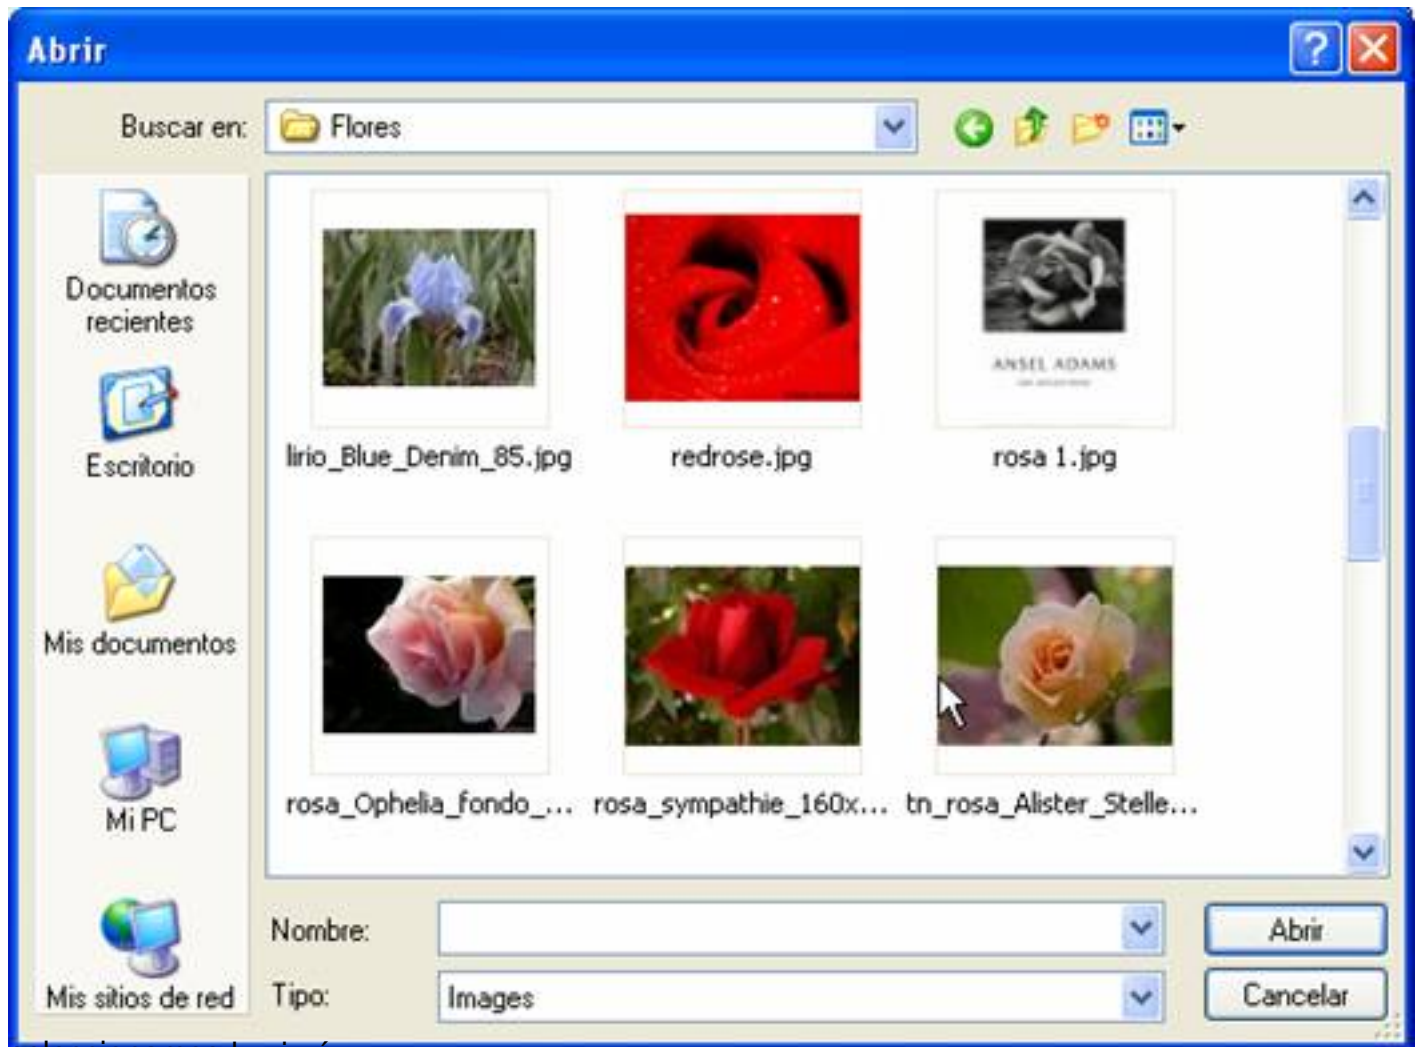 Abrir
Buscar en:
Flores
Documentos
recientes
Escritorio
Mis documentos
Mi PC
Mis sitios de red
ANSEL ADAMS
lirio_Blue_Denim_85.jpg
redrose.jpg
rosa 1.jpg
rosa_Ophelia_fondo_...
rosa_sympathie_160x...
tn_rosa_Alister_Stelle...
Nombre:
Abrir
Tipo:
Images
Cancelar